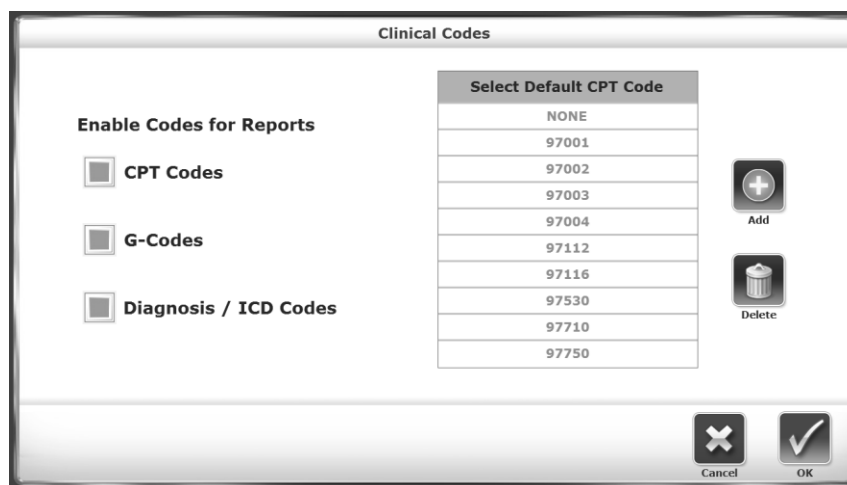 Clinical Codes
Enable Codes for Reports
CPT Codes
G-Codes
Diagnosis / ICD Codes
Select Default CPT Code
NONE
97001
97002
97003
97004
97112
97116
97530
97710
97750
Add
Delete
Cancel
OK